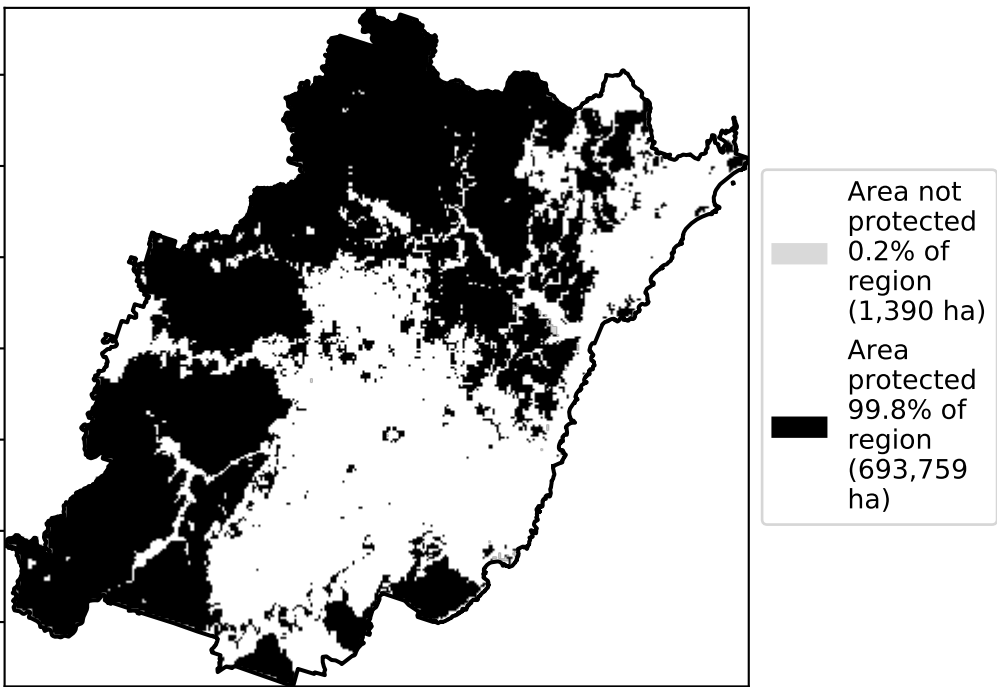 Area not
protected
0.2% of
region
(1,390 ha)
Area
protected
99.8% of
region
(693,759
ha)